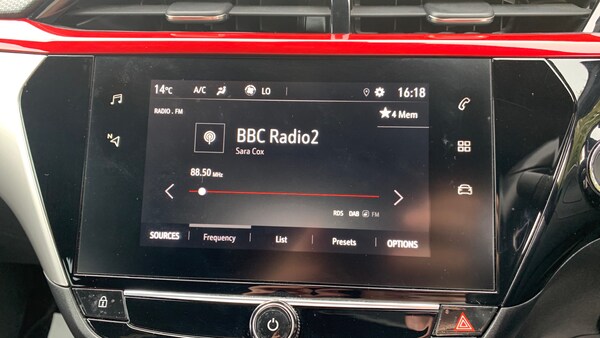 14°C A/C LO 16:18
RADIO . FM
4 Mem
BBC Radio2
Sara Cox
88.50 MHz
RDS DAB FM
SOURCES Frequency List Presets OPTIONS
N